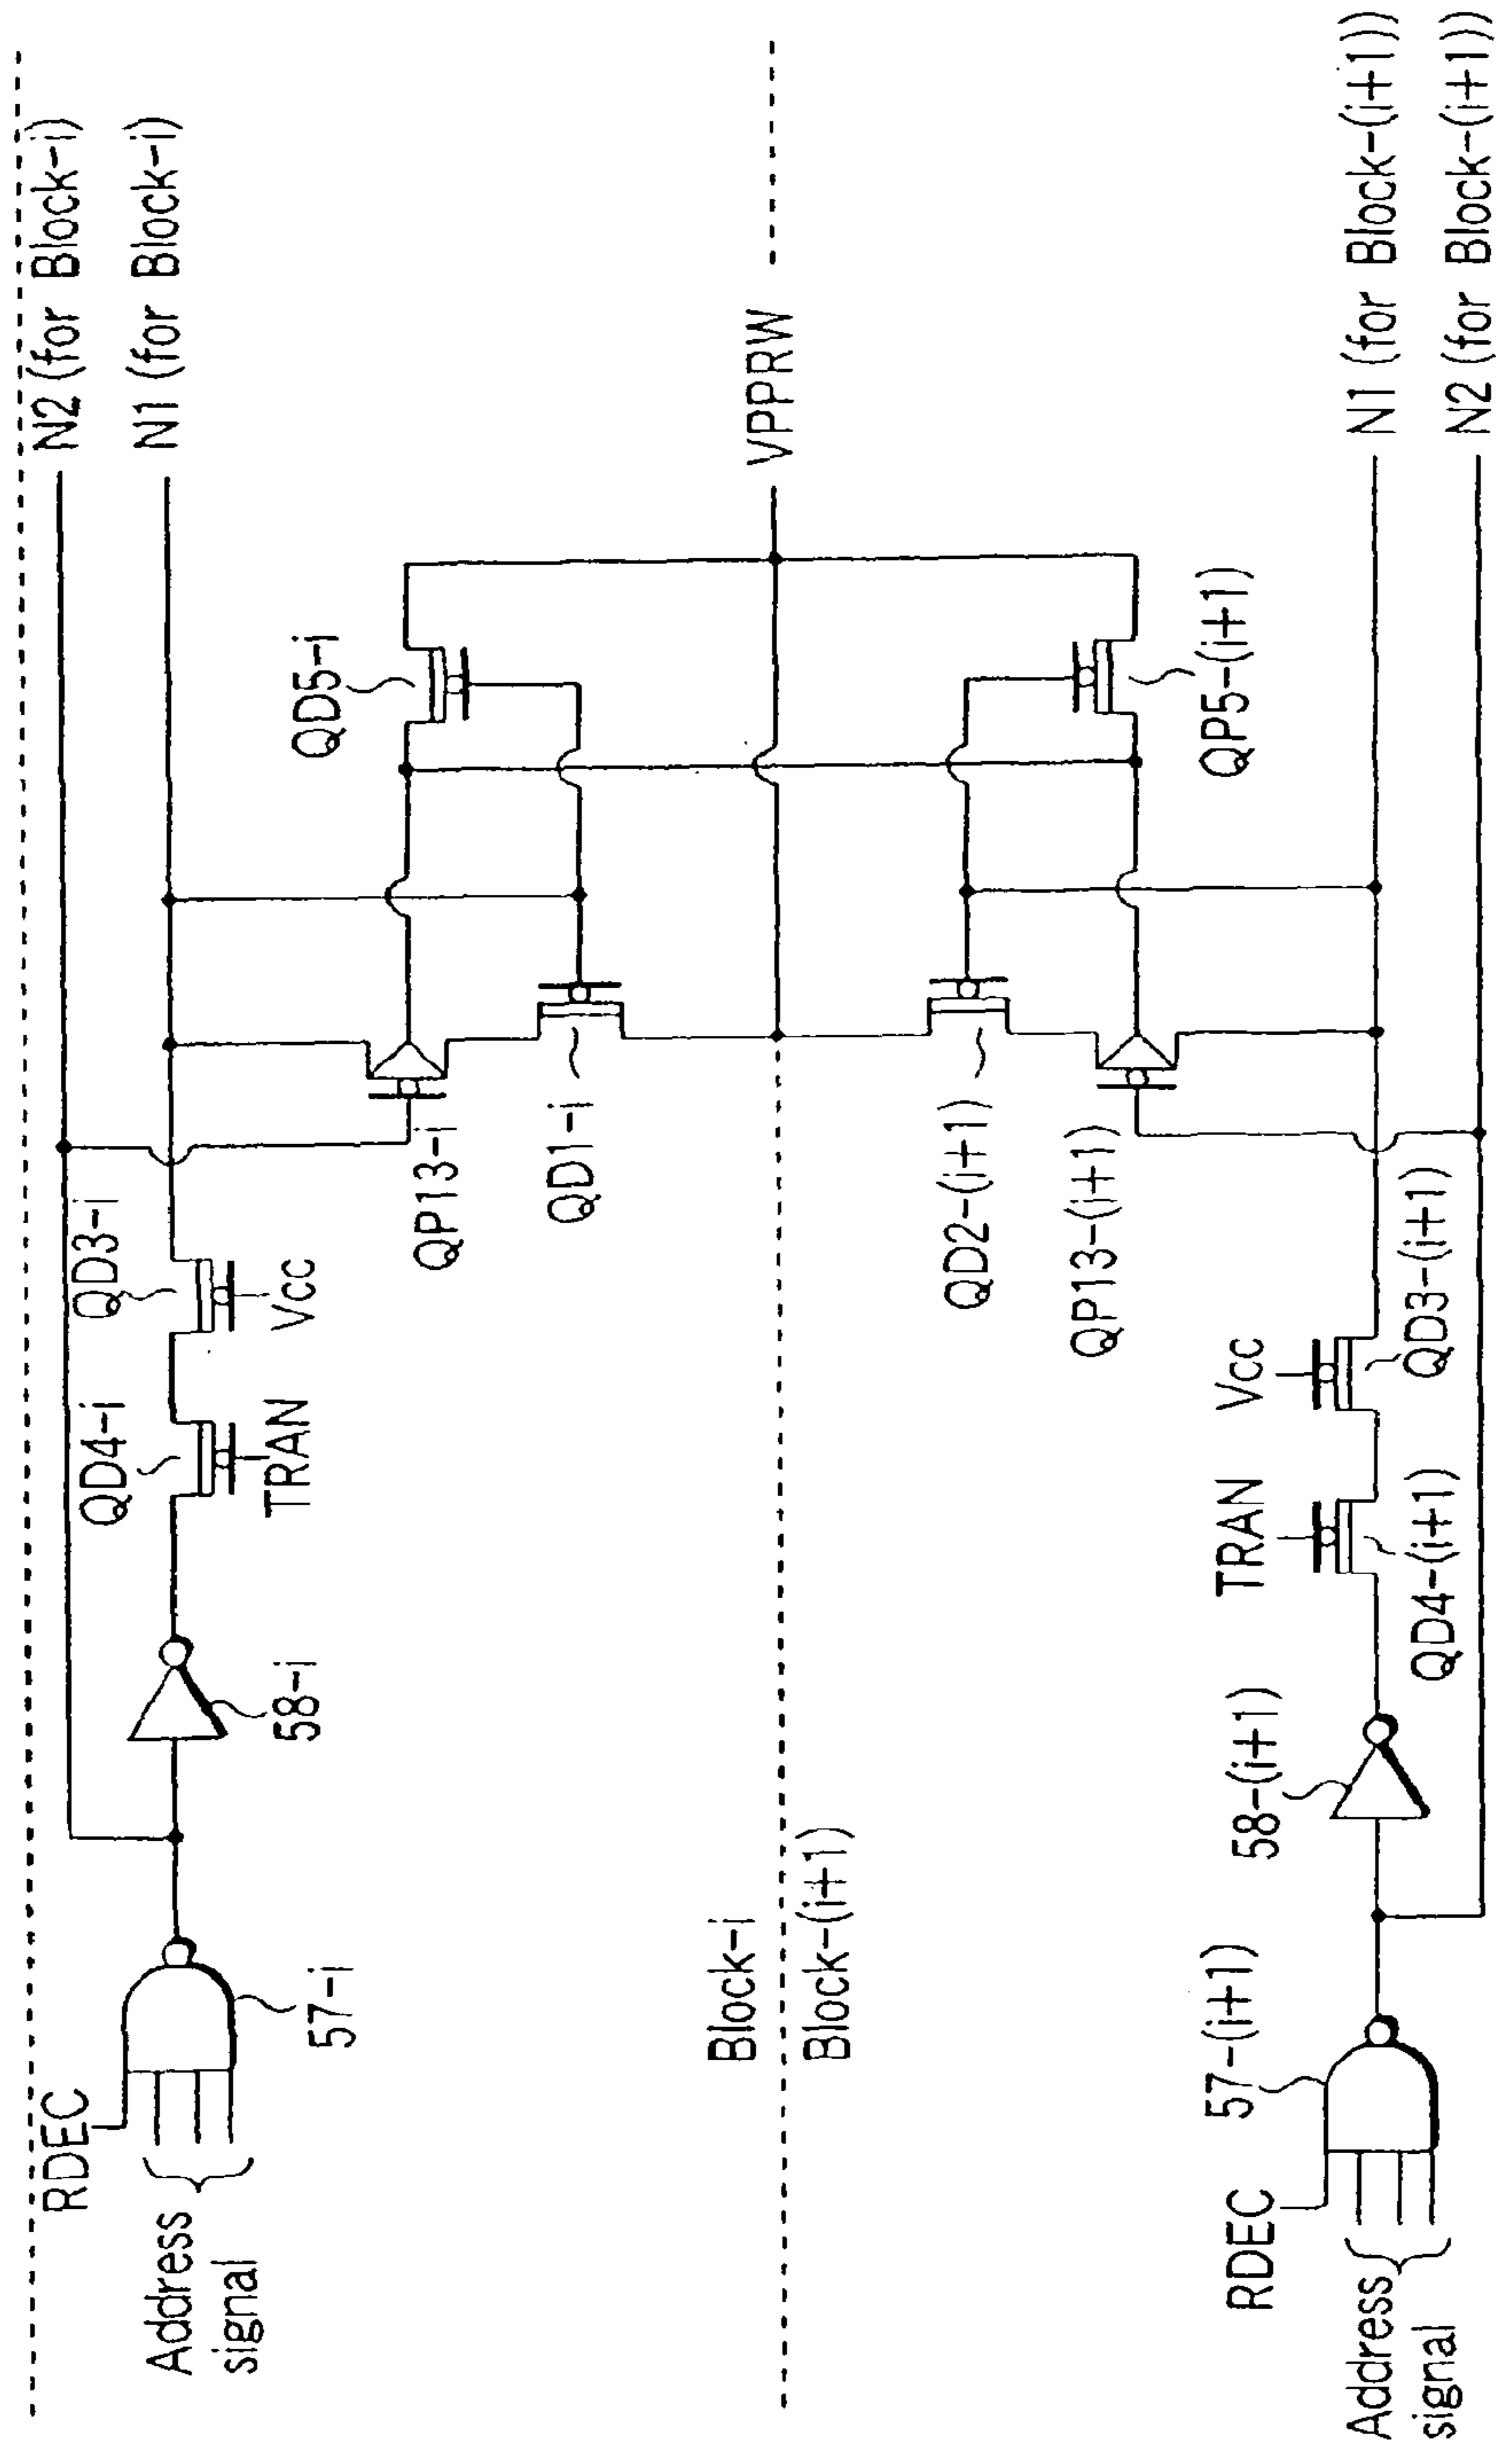 RDEC
Address
signal
57-i
58-i
QD4-i
TRAN
QD3-i
Vcc
N2 (for Block-i)
N1 (for Block-i)
QP13-i
QD1-i
QD5-i
VPPRW
Block-i
Block-(i+1)
QD2-(i+1)
QP13-(i+1)
QP5-(i+1)
RDEC
Address
signal
57-(i+1)
58-(i+1)
TRAN
QD4-(i+1)
Vcc
QD3-(i+1)
N1 (for Block-(i+1))
N2 (for Block-(i+1))